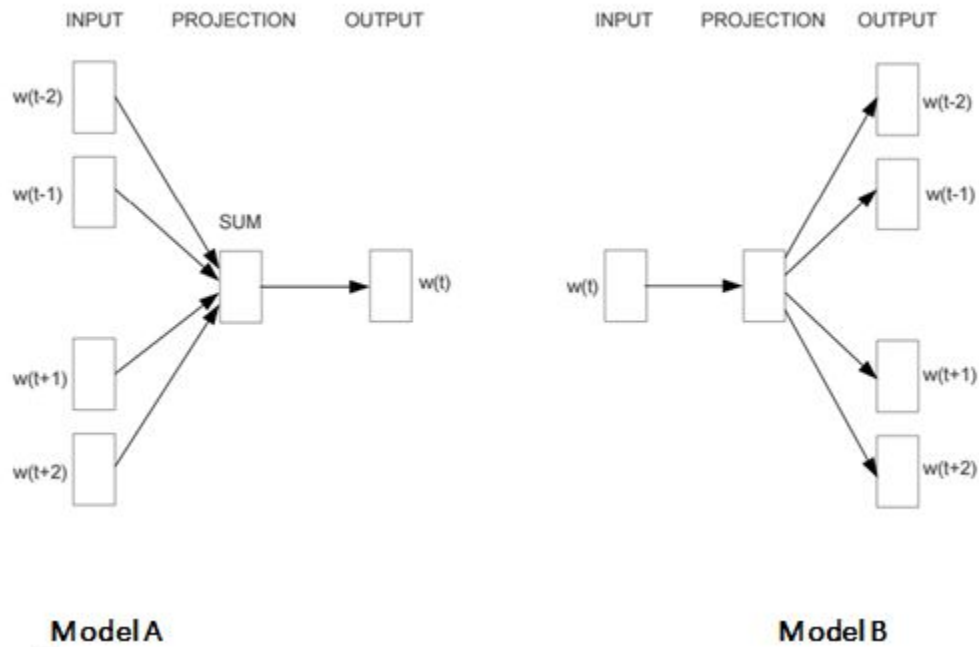 INPUT PROJECTION OUTPUT
w(t-2)
w(t-1)
SUM
w(t)
w(t+1)
w(t+2)
Model A
INPUT PROJECTION OUTPUT
w(t-2)
w(t-1)
w(t)
w(t+1)
w(t+2)
Model B